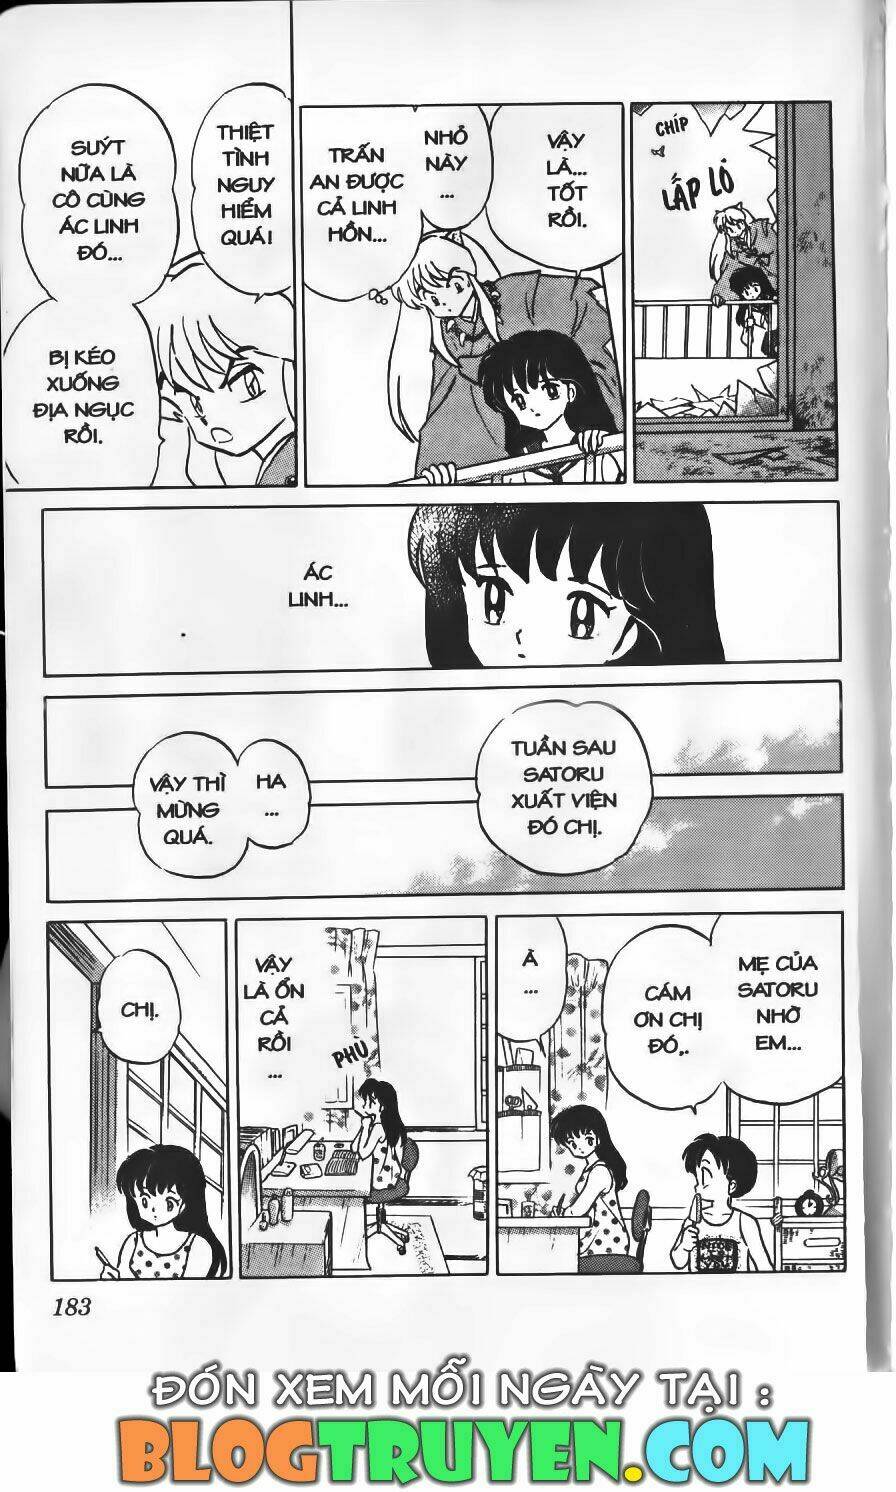 CHÍP
LẤP LÓ
VẬY
LÀ...
TỐT
RỒI.
NHỎ
NÀY
...
TRẤN
AN ĐƯỢC
CẢ LINH
HỒN...
THIỆT
TÌNH
NGUY
HIỂM
QUÁ!
SUÝT
NỮA LÀ
CÔ CÙNG
ÁC LINH
ĐÓ...
BỊ KÉO
XUỐNG
ĐỊA NGỤC
RỒI.
ÁC
LINH...
TUẦN SAU
SATORU
XUẤT VIỆN
ĐÓ CHỊ.
HA
...
VẬY THÌ
MỪNG
QUÁ.
MẸ CỦA
SATORU
NHỜ
EM...
CÁM
ƠN CHỊ
ĐÓ,.
À
...
VẬY
LÀ ỔN
CẢ
RỒI
...
PHÙ
CHỊ.
183
ĐÓN XEM MỖI NGÀY TẠI :
BLOGTRUYEN.COM